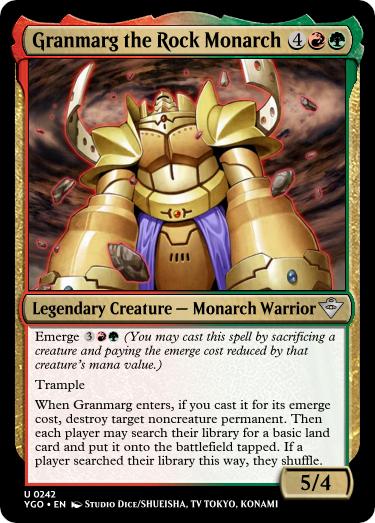 Granmarg the Rock Monarch 4
Legendary Creature — Monarch Warrior
Emerge 3 (You may cast this spell by sacrificing a
creature and paying the emerge cost reduced by that
creature's mana value.)
Trample
When Granmarg enters, if you cast it for its emerge
cost, destroy target noncreature permanent. Then
each player may search their library for a basic land
card and put it onto the battlefield tapped. If a
player searched their library this way, they shuffle.
5/4
U 0242
YGO • EN Studio Dice/SHUEISHA, TV TOKYO, KONAMI